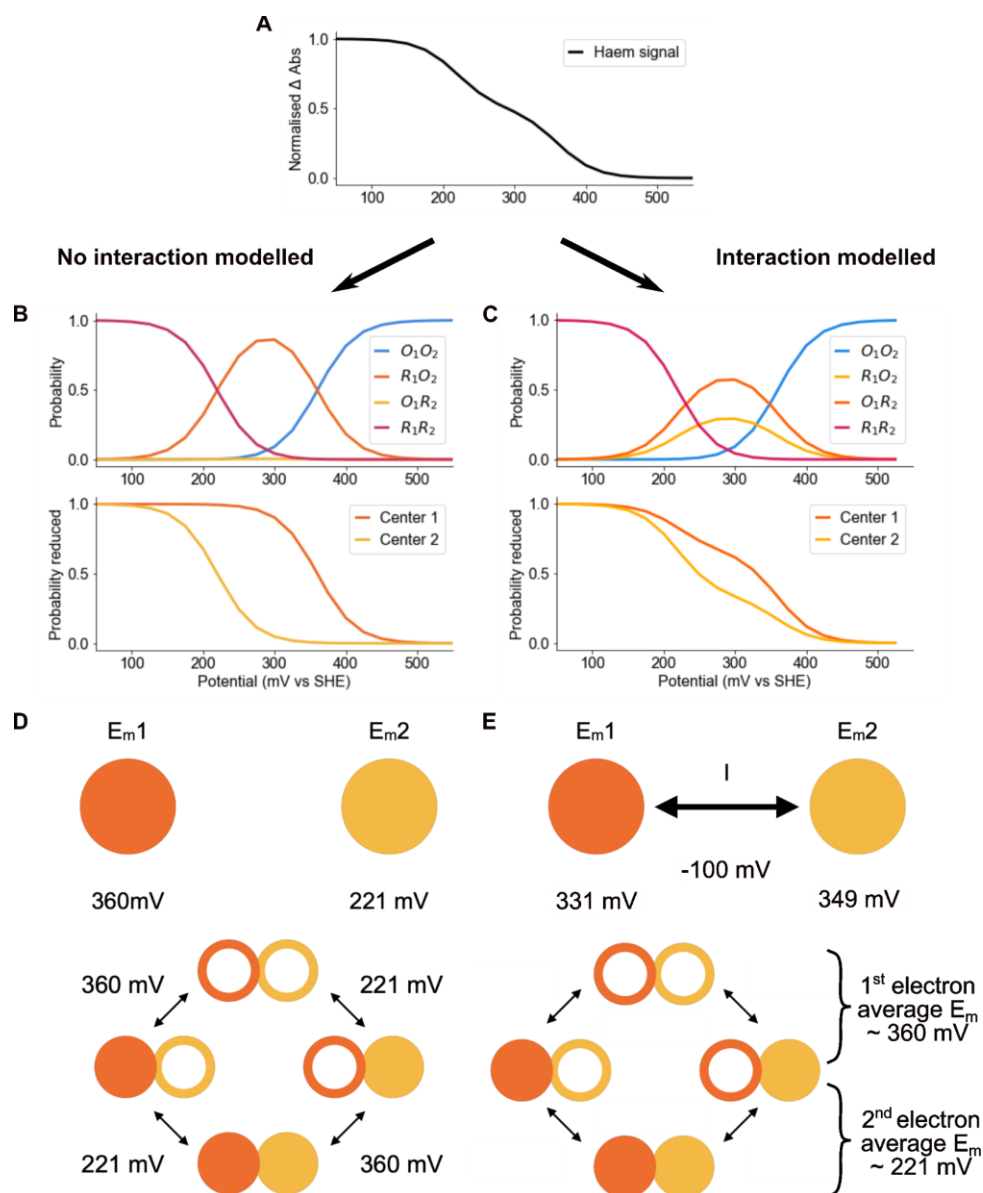 A
1.0
0.5
0.0
Normalised Δ Abs
Haem signal
100 200 300 400 500
No interaction modelled
Interaction modelled
B
1.0
0.5
0.0
Probability
O₁O₂
R₁O₂
O₁R₂
R₁R₂
1.0
0.5
0.0
Probability reduced
Center 1
Center 2
100 200 300 400 500
Potential (mV vs SHE)
C
1.0
0.5
0.0
Probability
O₁O₂
R₁O₂
O₁R₂
R₁R₂
1.0
0.5
0.0
Probability reduced
Center 1
Center 2
100 200 300 400 500
Potential (mV vs SHE)
D
Eₘ1 Eₘ2
360mV 221 mV
360 mV 221 mV
221 mV 360 mV
E
Eₘ1 Eₘ2
I
-100 mV
331 mV 349 mV
1ˢᵗ electron
average Eₘ
~ 360 mV
2ⁿᵈ electron
average Eₘ
~ 221 mV